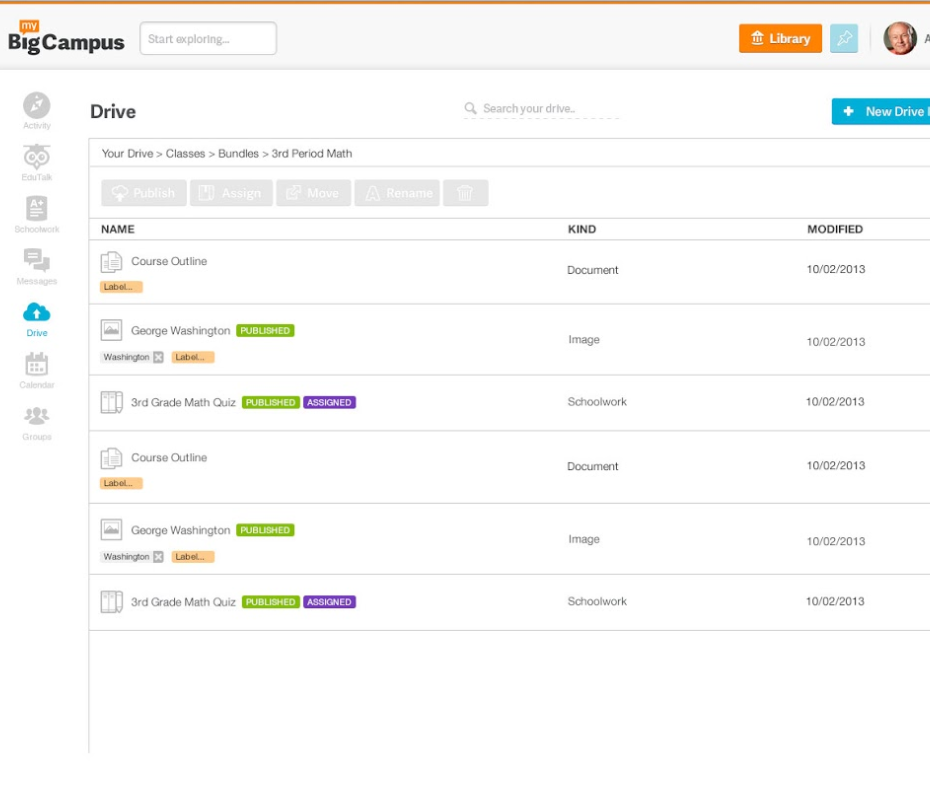 my
BigCampus
Start exploring...
Library
A
Activity
Drive
Search your drive..
New Drive
EduTalk
Your Drive > Classes > Bundles > 3rd Period Math
A+
Schoolwork
Publish
Assign
Move
Rename
NAME
KIND
MODIFIED
Messages
Course Outline
Document
10/02/2013
Label...
Drive
George Washington PUBLISHED
Image
10/02/2013
Washington Label...
Calendar
3rd Grade Math Quiz PUBLISHED ASSIGNED
Schoolwork
10/02/2013
Groups
Course Outline
Document
10/02/2013
Label...
George Washington PUBLISHED
Image
10/02/2013
Washington Label...
3rd Grade Math Quiz PUBLISHED ASSIGNED
Schoolwork
10/02/2013